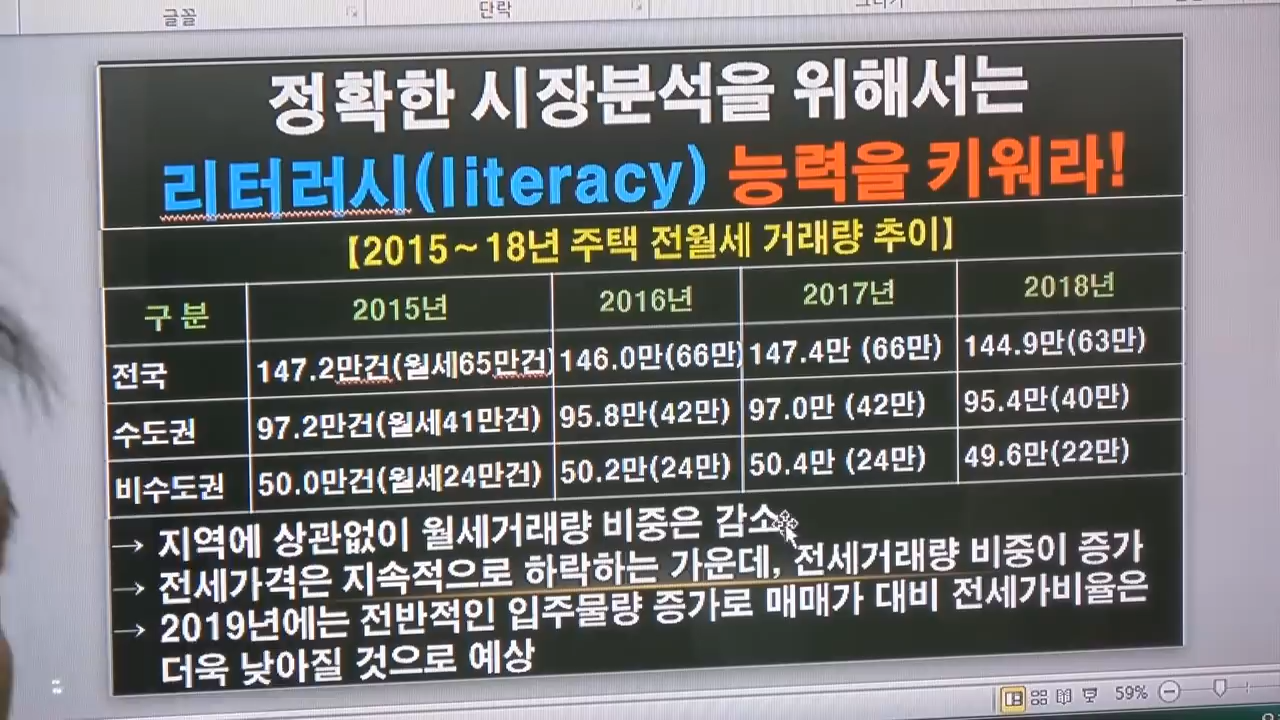 글꼴 단락 그리기
정확한 시장분석을 위해서는
리터러시(literacy) 능력을 키워라!
【2015～18년 주택 전월세 거래량 추이】
구 분 2015년 2016년 2017년 2018년
전국 147.2만건(월세65만건) 146.0만(66만) 147.4만 (66만) 144.9만(63만)
수도권 97.2만건(월세41만건) 95.8만(42만) 97.0만 (42만) 95.4만(40만)
비수도권 50.0만건(월세24만건) 50.2만(24만) 50.4만 (24만) 49.6만(22만)
→ 지역에 상관없이 월세거래량 비중은 감소
→ 전세가격은 지속적으로 하락하는 가운데, 전세거래량 비중이 증가
→ 2019년에는 전반적인 입주물량 증가로 매매가 대비 전세가비율은
더욱 낮아질 것으로 예상
59%